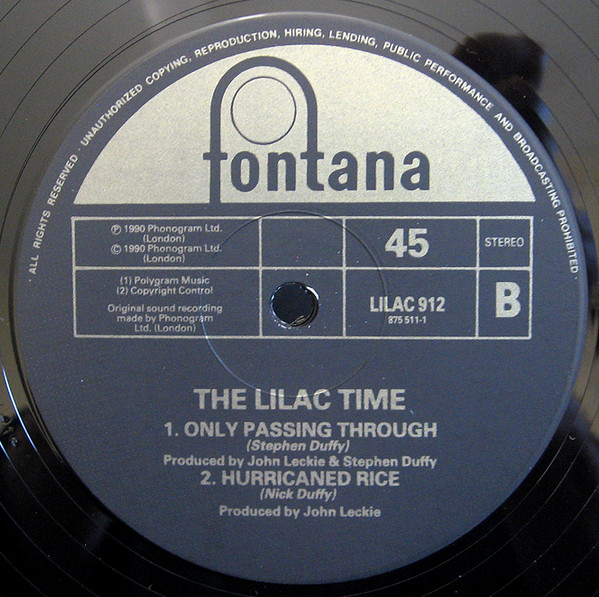 · ALL RIGHTS RESERVED · UNAUTHORIZED COPYING, REPRODUCTION, HIRING, LENDING, PUBLIC PERFORMANCE AND BROADCASTING PROHIBITED ·
fontana
℗ 1990 Phonogram Ltd.
(London)
© 1990 Phonogram Ltd.
(London)
45
STEREO
(1) Polygram Music
(2) Copyright Control
Original sound recording
made by Phonogram
Ltd. (London)
LILAC 912
875 511-1
B
THE LILAC TIME
1. ONLY PASSING THROUGH
(Stephen Duffy)
Produced by John Leckie & Stephen Duffy
2. HURRICANED RICE
(Nick Duffy)
Produced by John Leckie